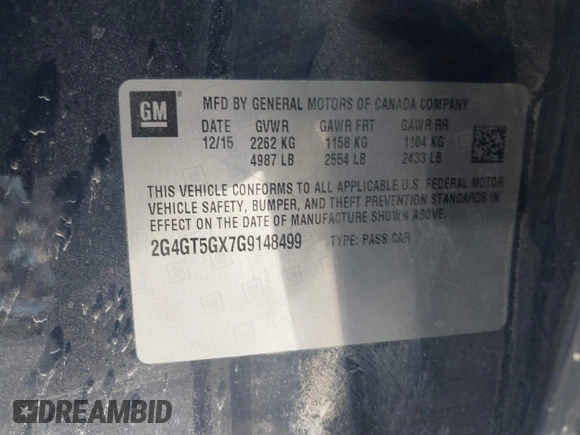 GM
MFD BY GENERAL MOTORS OF CANADA COMPANY
DATE GVWR GAWR FRT GAWR RR
12/15 2262 KG 1158 KG 1104 KG
4987 LB 2554 LB 2433 LB
THIS VEHICLE CONFORMS TO ALL APPLICABLE U.S. FEDERAL MOTOR
VEHICLE SAFETY, BUMPER, AND THEFT PREVENTION STANDARDS IN
EFFECT ON THE DATE OF MANUFACTURE SHOWN ABOVE.
2G4GT5GX7G9148499 TYPE: PASS CAR
DREAMBID